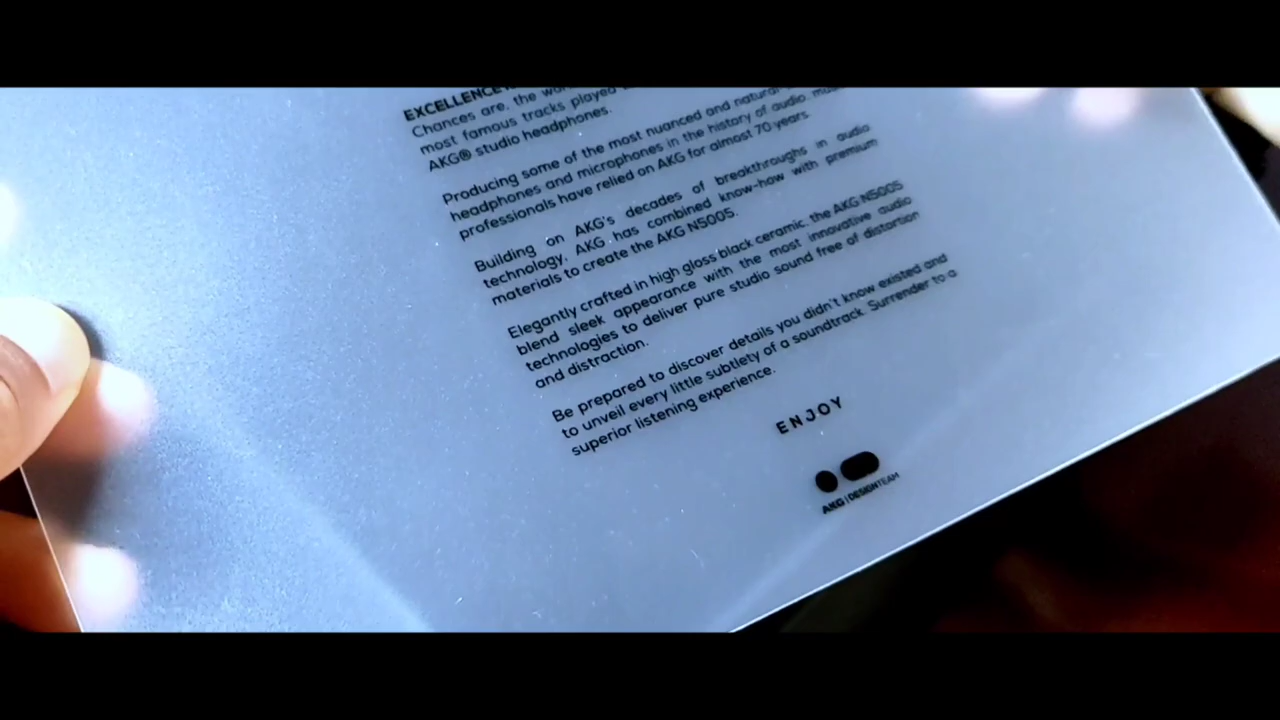 EXCELLENCE
Chances are, the
most famous tracks played
AKG® studio headphones.
Producing some of the most nuanced and natural
headphones and microphones in the history of audio,
professionals have relied on AKG for almost 70 years.
Building on AKG's decades of breakthroughs in audio
technology, AKG has combined know-how with premium
materials to create the AKG N5005.
Elegantly crafted in high gloss black ceramic, the AKG N5005
blend sleek appearance with the most innovative audio
technologies to deliver pure studio sound free of distortion
and distraction.
Be prepared to discover details you didn't know existed and
to unveil every little subtlety of a soundtrack. Surrender to a
superior listening experience.
ENJOY
AKG | DESIGNTEAM